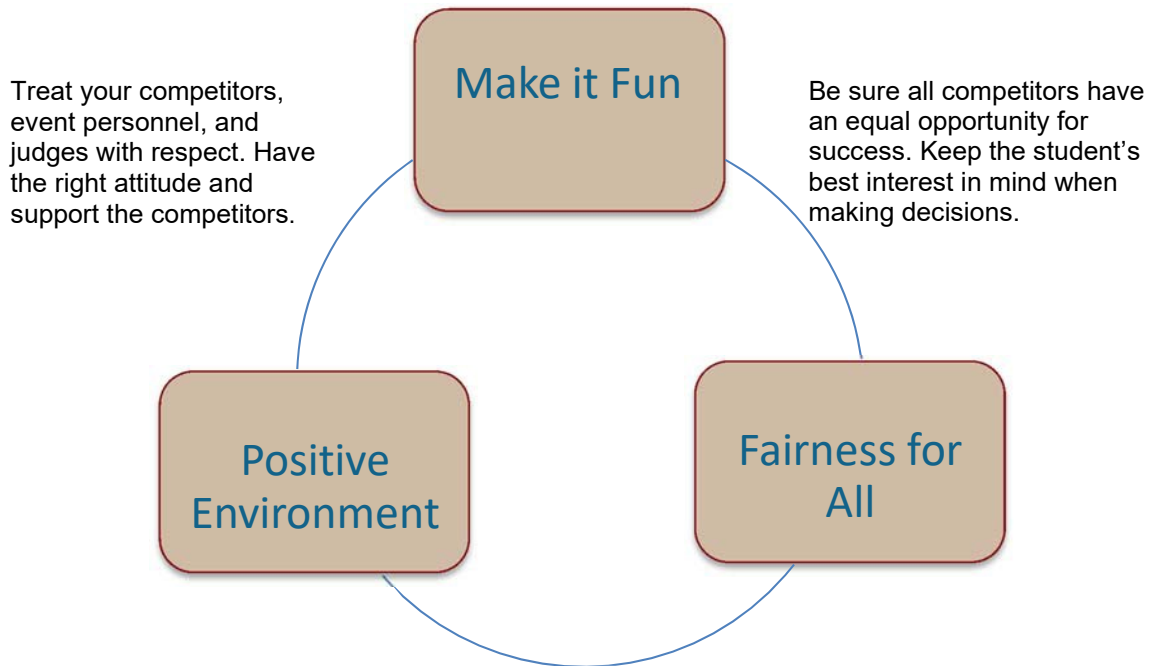 Make it Fun
Treat your competitors,
event personnel, and
judges with respect. Have
the right attitude and
support the competitors.
Be sure all competitors have
an equal opportunity for
success. Keep the student’s
best interest in mind when
making decisions.
Positive
Environment
Fairness for
All